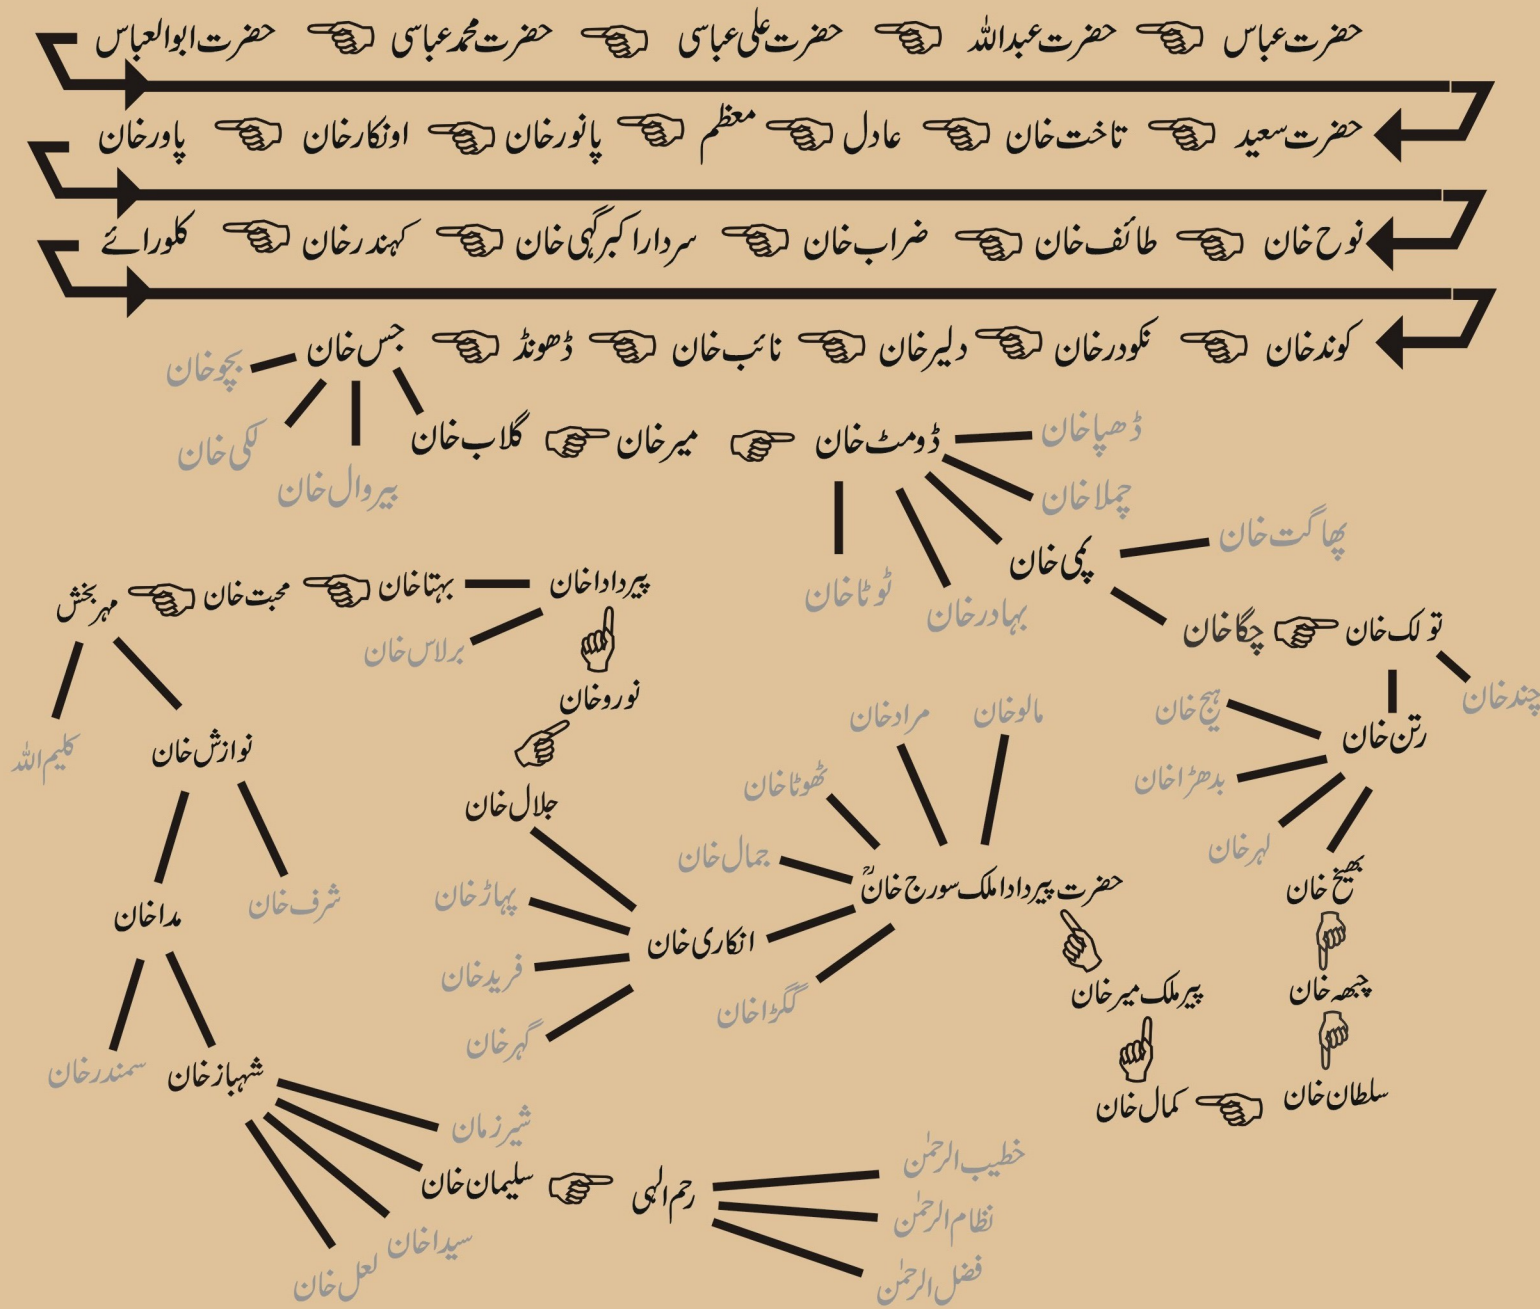 حضرت عباس حضرت عبداللہ حضرت علی عباسی حضرت محمد عباسی حضرت ابوالعباس
حضرت سعید تاخت خان عادل معظم پانور خان اونکار خان پاور خان
نوح خان طائف خان ضراب خان سردار اکبر گہی خان کہندر خان کلورائے
کوند خان نکودر خان دلیر خان نائب خان ڈھونڈ جس خان
بچو خان
لکی خان
بیروال خان
گلاب خان میر خان ڈومٹ خان
ڈھپا خان
چملا خان
پمی خان
بہادر خان
ٹوٹا خان
پھاگت خان
چگا خان تولک خان
چند خان
رتن خان
ہیج خان
بدھڑا خان
لہر خان
بھیخ خان
چبھہ خان
سلطان خان
کمال خان
پیر ملک میر خان
حضرت پیر دادا ملک سورج خانؒ
مالو خان
مراد خان
ٹھوٹا خان
جمال خان
انکاری خان
گگڑا خان
جلال خان
پہاڑ خان
فرید خان
گہر خان
نورو خان
پیر دادا خان
بہتا خان
برلاس خان
محبت خان
مہر بخش
کلیم اللہ
نوازش خان
شرف خان
مدا خان
سمندر خان
شہباز خان
شیر زمان
سلیمان خان
سیدا خان
لعل خان
رحم الہی
خطیب الرحمٰن
نظام الرحمٰن
فضل الرحمٰن